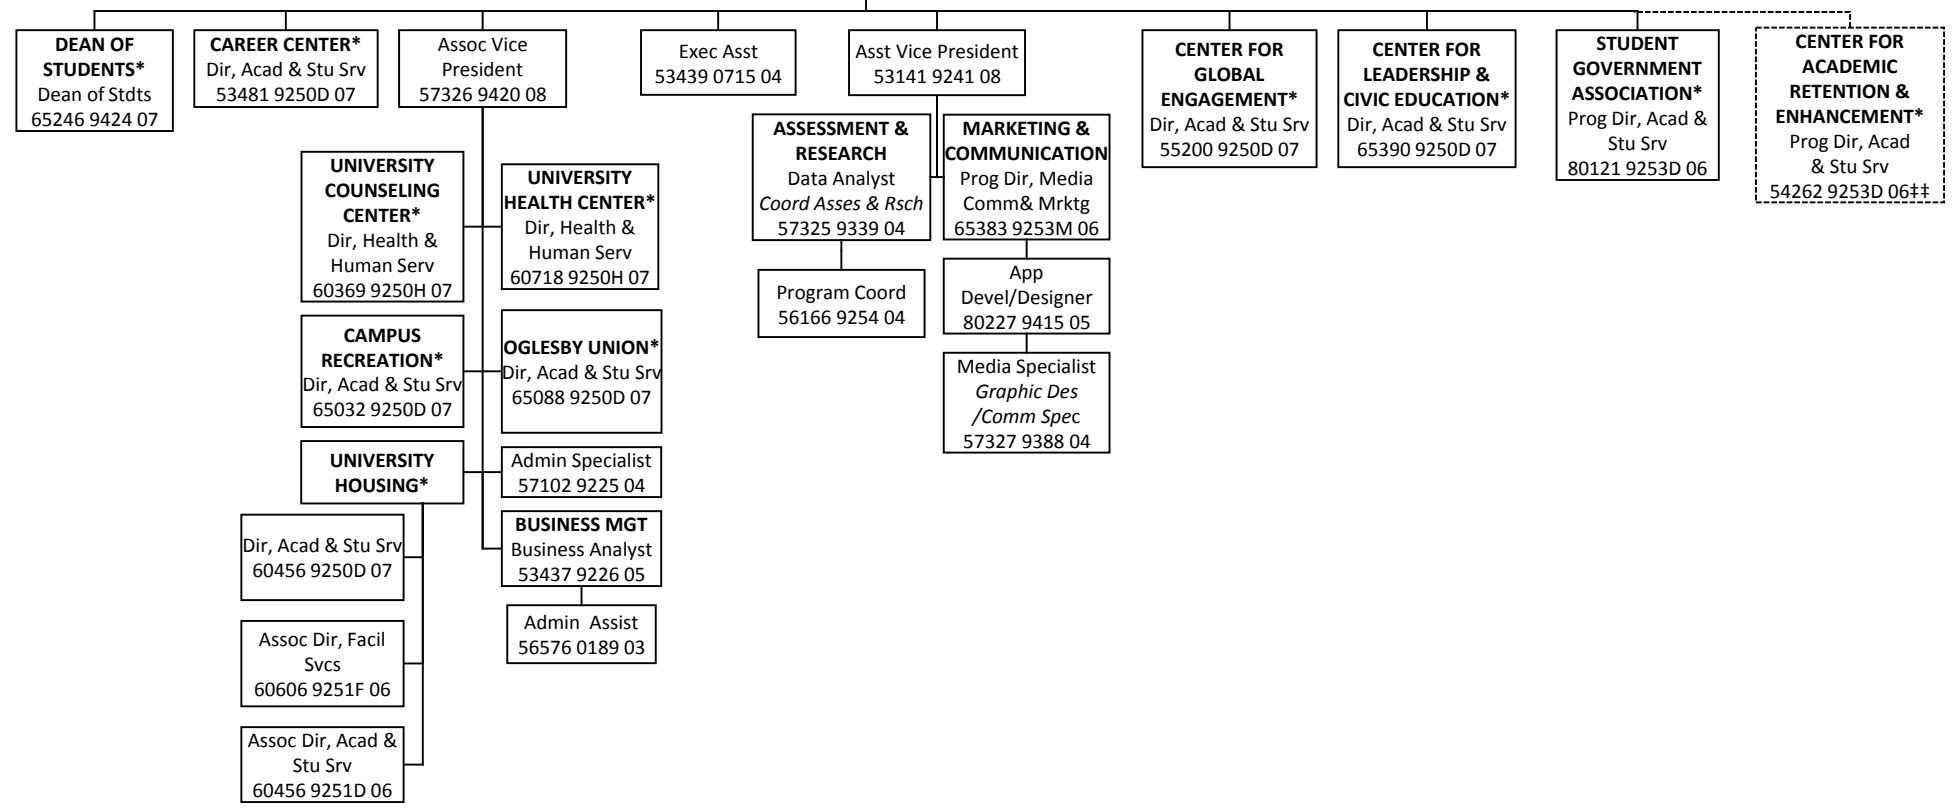 DEAN OF
STUDENTS*
Dean of Stdts
65246 9424 07
CAREER CENTER*
Dir, Acad & Stu Srv
53481 9250D 07
Assoc Vice
President
57326 9420 08
Exec Asst
53439 0715 04
Asst Vice President
53141 9241 08
CENTER FOR
GLOBAL
ENGAGEMENT*
Dir, Acad & Stu Srv
55200 9250D 07
CENTER FOR
LEADERSHIP &
CIVIC EDUCATION*
Dir, Acad & Stu Srv
65390 9250D 07
STUDENT
GOVERNMENT
ASSOCIATION*
Prog Dir, Acad &
Stu Srv
80121 9253D 06
CENTER FOR
ACADEMIC
RETENTION &
ENHANCEMENT*
Prog Dir, Acad
& Stu Srv
54262 9253D 06‡‡
UNIVERSITY
COUNSELING
CENTER*
Dir, Health &
Human Serv
60369 9250H 07
UNIVERSITY
HEALTH CENTER*
Dir, Health &
Human Serv
60718 9250H 07
ASSESSMENT &
RESEARCH
Data Analyst
Coord Asses & Rsch
57325 9339 04
MARKETING &
COMMUNICATION
Prog Dir, Media
Comm& Mrktg
65383 9253M 06
Program Coord
56166 9254 04
App
Devel/Designer
80227 9415 05
Media Specialist
Graphic Des
/Comm Spec
57327 9388 04
CAMPUS
RECREATION*
Dir, Acad & Stu Srv
65032 9250D 07
OGLESBY UNION*
Dir, Acad & Stu Srv
65088 9250D 07
UNIVERSITY
HOUSING*
Admin Specialist
57102 9225 04
Dir, Acad & Stu Srv
60456 9250D 07
BUSINESS MGT
Business Analyst
53437 9226 05
Admin  Assist
56576 0189 03
Assoc Dir, Facil
Svcs
60606 9251F 06
Assoc Dir, Acad &
Stu Srv
60456 9251D 06